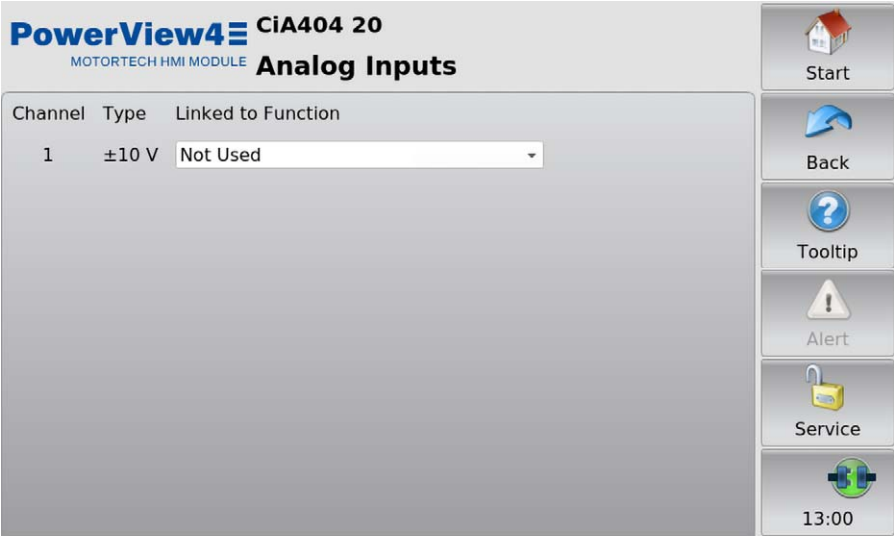 PowerView4
MOTORTECH HMI MODULE
CiA404 20
Analog Inputs
Channel Type Linked to Function
1 ±10 V Not Used
Start
Back
Tooltip
Alert
Service
13:00